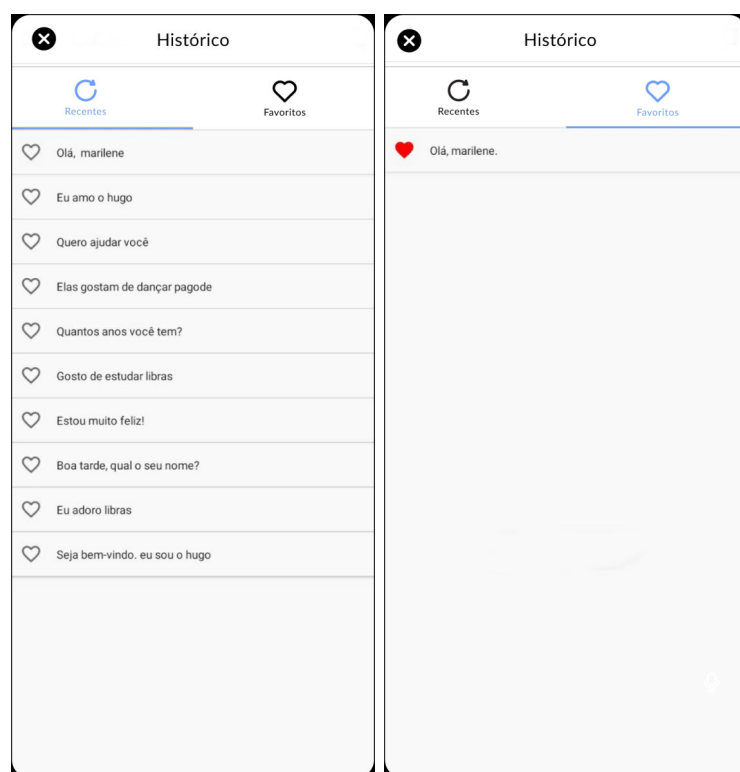 Histórico
Recentes
Favoritos
Olá, marilene
Eu amo o hugo
Quero ajudar você
Elas gostam de dançar pagode
Quantos anos você tem?
Gosto de estudar libras
Estou muito feliz!
Boa tarde, qual o seu nome?
Eu adoro libras
Seja bem-vindo. eu sou o hugo
Histórico
Recentes
Favoritos
Olá, marilene.